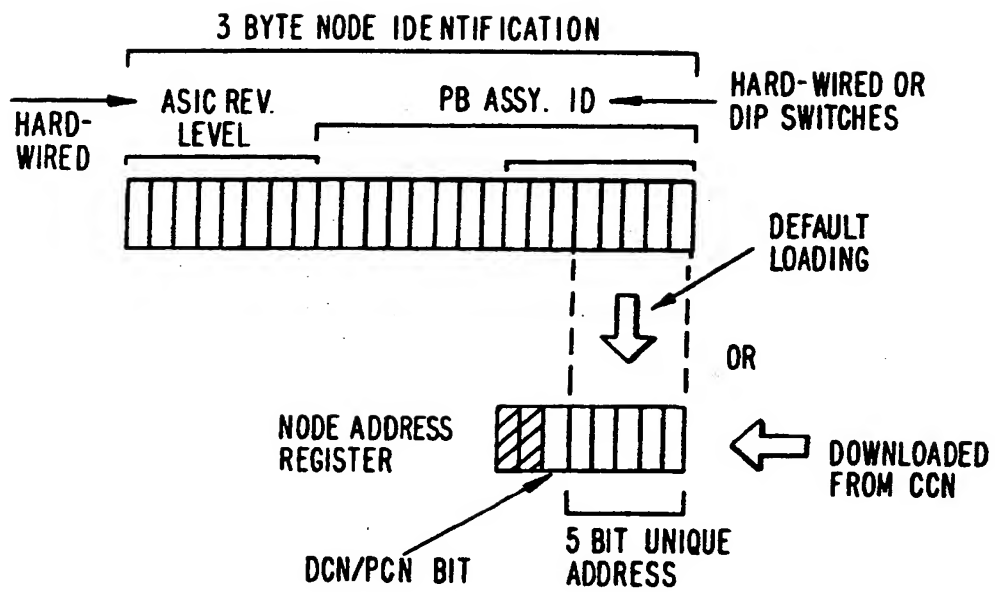 3 BYTE NODE IDENTIFICATION
HARD-
WIRED
ASIC REV.
LEVEL
PB ASSY. ID
HARD-WIRED OR
DIP SWITCHES
DEFAULT
LOADING
OR
NODE ADDRESS
REGISTER
DOWNLOADED
FROM CCN
DCN/PCN BIT
5 BIT UNIQUE
ADDRESS